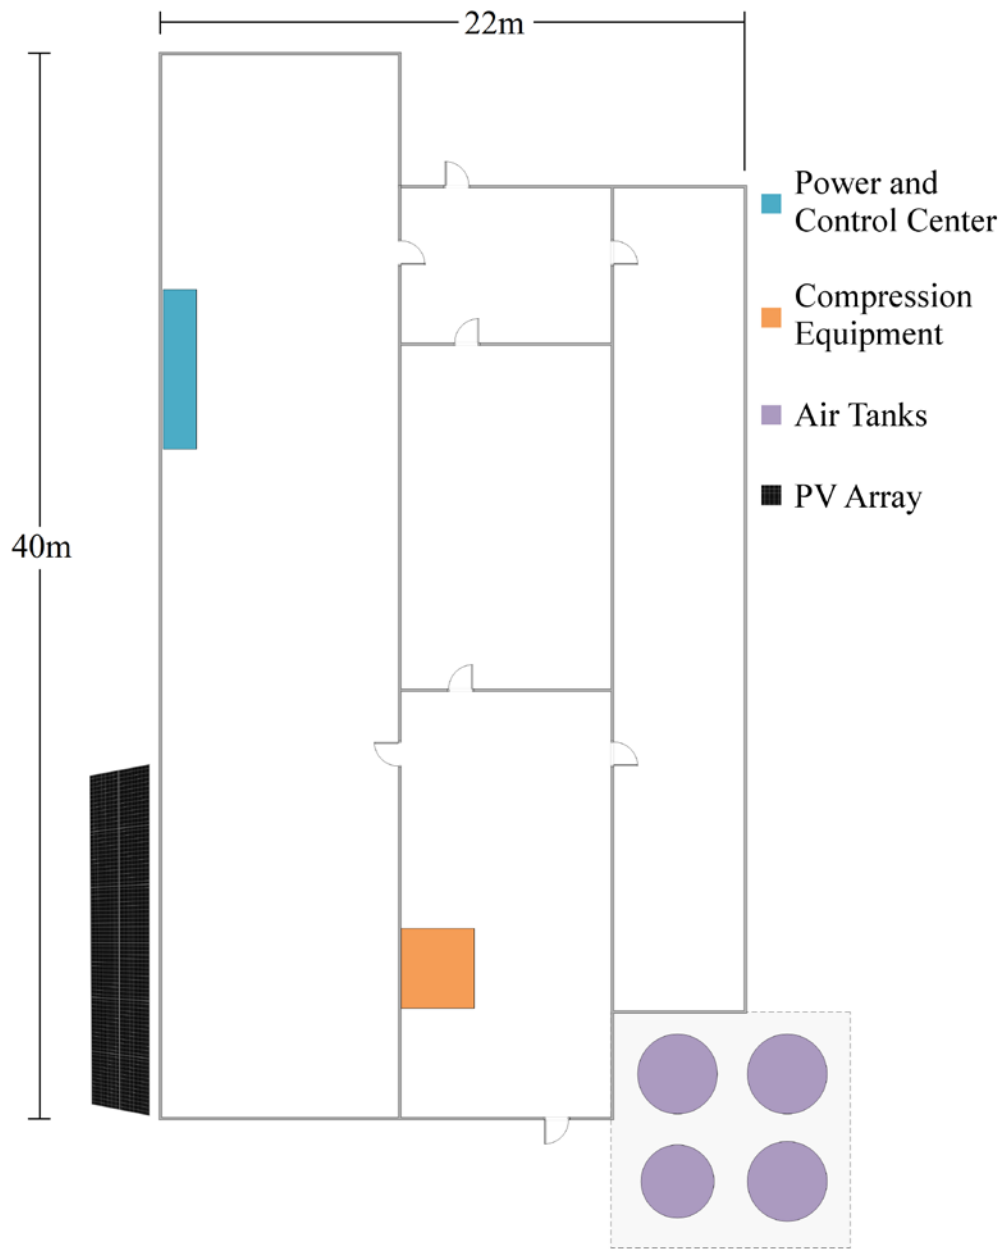 22m
Power and
Control Center
Compression
Equipment
Air Tanks
PV Array
40m